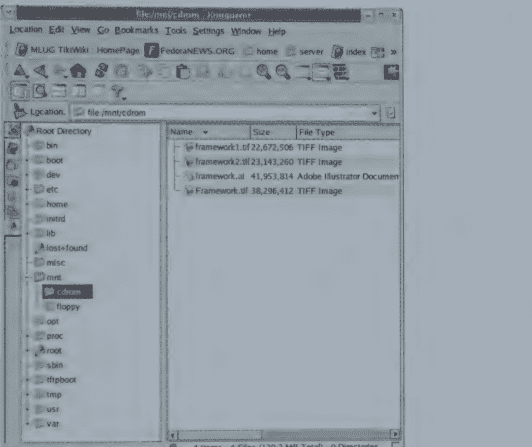 file:/mnt/cdrom - Konqueror
Location Edit View Go Bookmarks Tools Settings Window Help
MLUG TikiWiki : HomePage FedoraNEWS.ORG home server index »
Location: file:/mnt/cdrom
Root Directory
bin
boot
dev
etc
home
initrd
lib
lost+found
misc
mnt
cdrom
floppy
opt
proc
root
sbin
tftpboot
tmp
usr
var
Name Size File Type
framework1.tif 22,672,506 TIFF Image
framework2.tif 23,143,260 TIFF Image
framework.ai 41,953,814 Adobe Illustrator Documen
Framework.tif 38,296,412 TIFF Image